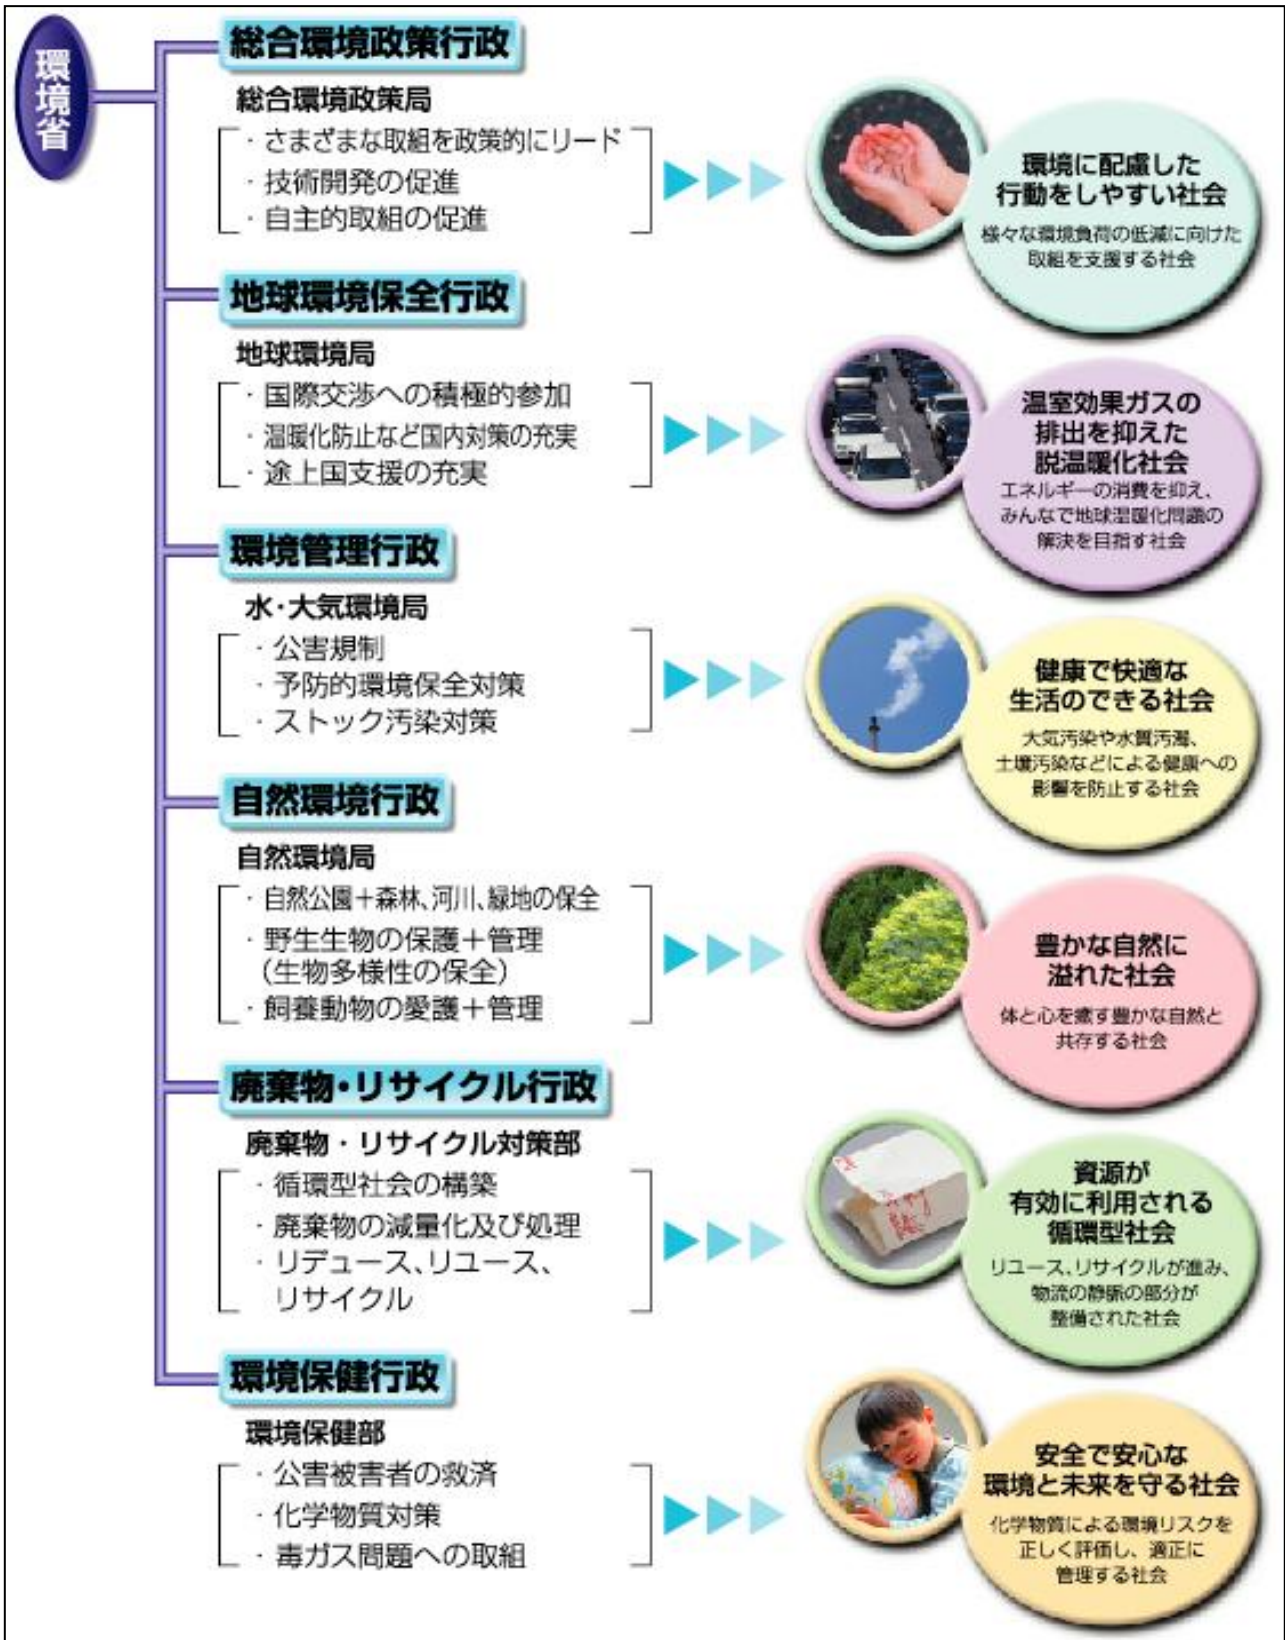 環境省
総合環境政策行政
総合環境政策局
・さまざまな取組を政策的にリード
・技術開発の促進
・自主的取組の促進
環境に配慮した
行動をしやすい社会
様々な環境負荷の低減に向けた
取組を支援する社会
地球環境保全行政
地球環境局
・国際交渉への積極的参加
・温暖化防止など国内対策の充実
・途上国支援の充実
温室効果ガスの
排出を抑えた
脱温暖化社会
エネルギーの消費を抑え、
みんなで地球温暖化問題の
解決を目指す社会
環境管理行政
水・大気環境局
・公害規制
・予防的環境保全対策
・ストック汚染対策
健康で快適な
生活のできる社会
大気汚染や水質汚濁、
土壌汚染などによる健康への
影響を防止する社会
自然環境行政
自然環境局
・自然公園＋森林、河川、緑地の保全
・野生生物の保護＋管理
（生物多様性の保全）
・飼養動物の愛護＋管理
豊かな自然に
溢れた社会
体と心を癒す豊かな自然と
共存する社会
廃棄物・リサイクル行政
廃棄物・リサイクル対策部
・循環型社会の構築
・廃棄物の減量化及び処理
・リデュース、リユース、
リサイクル
資源が
有効に利用される
循環型社会
リユース、リサイクルが進み、
物流の静脈の部分が
整備された社会
環境保健行政
環境保健部
・公害被害者の救済
・化学物質対策
・毒ガス問題への取組
安全で安心な
環境と未来を守る社会
化学物質による環境リスクを
正しく評価し、適正に
管理する社会